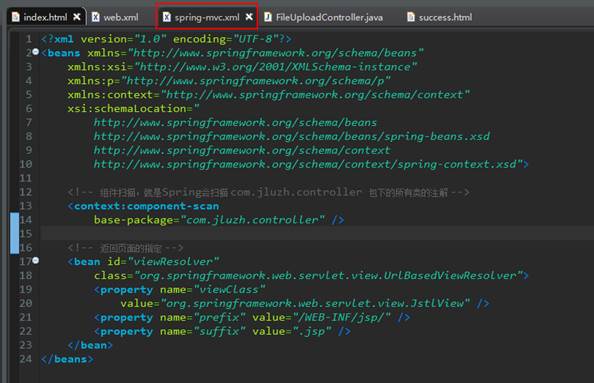 index.html web.xml spring-mvc.xml FileUploadController.java success.html
1 <?xml version="1.0" encoding="UTF-8"?>
2 <beans xmlns="http://www.springframework.org/schema/beans"
3 xmlns:xsi="http://www.w3.org/2001/XMLSchema-instance"
4 xmlns:p="http://www.springframework.org/schema/p"
5 xmlns:context="http://www.springframework.org/schema/context"
6 xsi:schemaLocation="
7 http://www.springframework.org/schema/beans
8 http://www.springframework.org/schema/beans/spring-beans.xsd
9 http://www.springframework.org/schema/context
10 http://www.springframework.org/schema/context/spring-context.xsd">
11
12 <!-- 组件扫描，就是Spring会扫描 com.jluzh.controller 包下的所有类的注解 -->
13 <context:component-scan
14 base-package="com.jluzh.controller" />
15
16 <!-- 返回页面的指定 -->
17 <bean id="viewResolver"
18 class="org.springframework.web.servlet.view.UrlBasedViewResolver">
19 <property name="viewClass"
20 value="org.springframework.web.servlet.view.JstlView" />
21 <property name="prefix" value="/WEB-INF/jsp/" />
22 <property name="suffix" value=".jsp" />
23 </bean>
24 </beans>